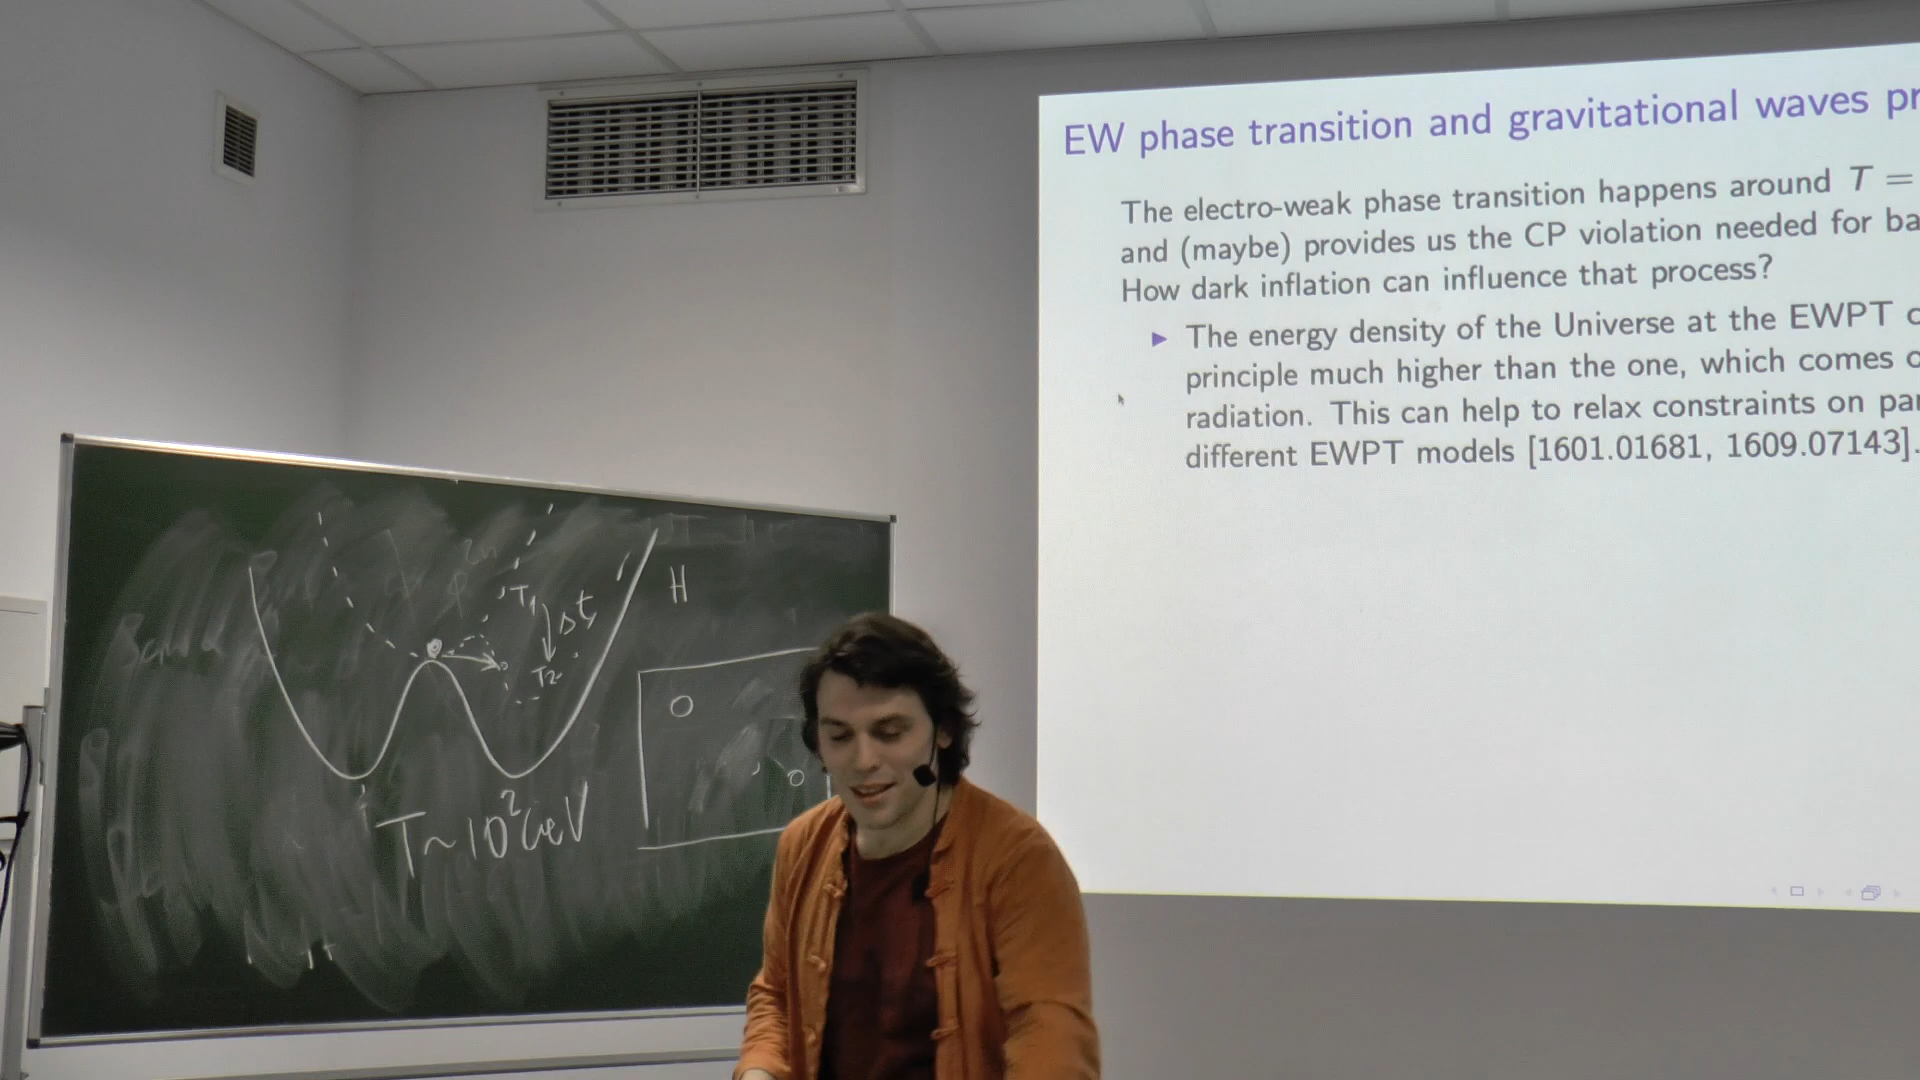 EW phase transition and gravitational waves pr
The electro-weak phase transition happens around T =
and (maybe) provides us the CP violation needed for ba
How dark inflation can influence that process?
▶ The energy density of the Universe at the EWPT c
principle much higher than the one, which comes o
radiation. This can help to relax constraints on par
different EWPT models [1601.01681, 1609.07143].
T₁
Δt
H
T₂
T~10²GeV